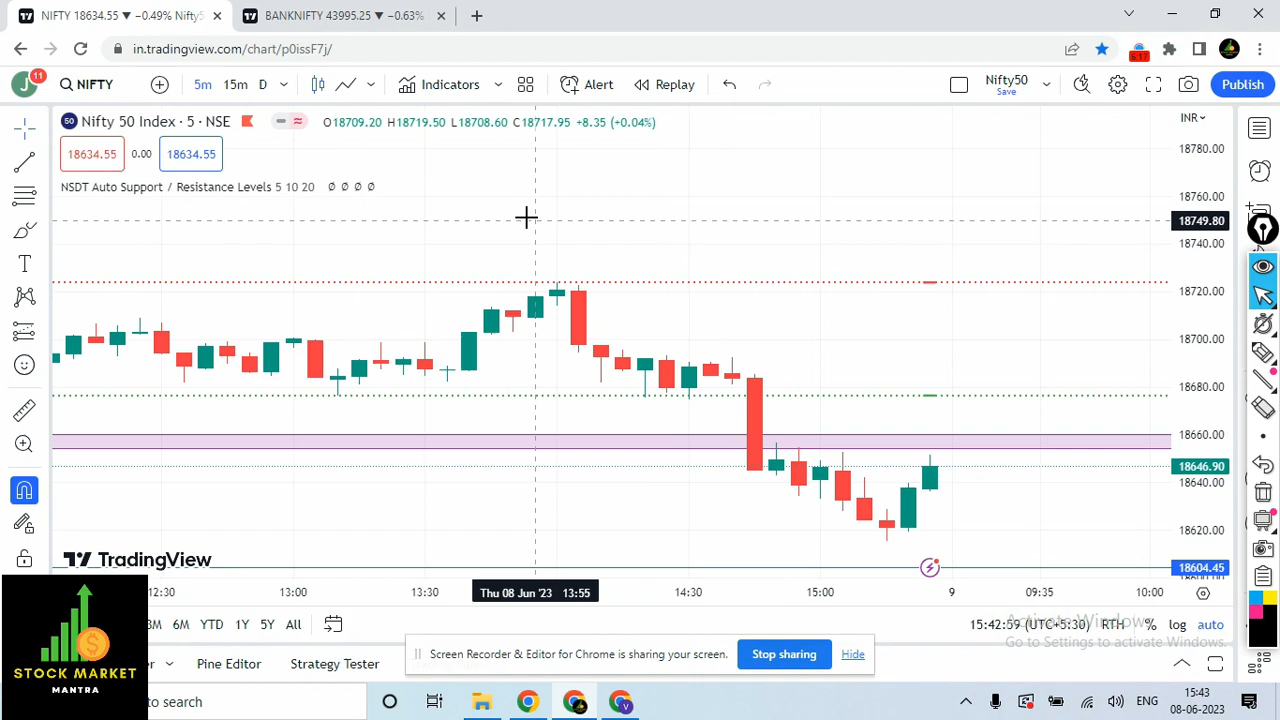 NIFTY 18634.55 ▼ −0.49% Nifty5
BANKNIFTY 43995.25 ▼ −0.63%
in.tradingview.com/chart/p0issF7j/
5:17
J 11 NIFTY 5m 15m D Indicators Alert Replay Nifty50 Save Publish
50 Nifty 50 Index · 5 · NSE O18709.20 H18719.50 L18708.60 C18717.95 +8.35 (+0.04%) INR
18634.55 0.00 18634.55
NSDT Auto Support / Resistance Levels 5 10 20 Ø Ø Ø Ø
18780.00
18760.00
18749.80
18740.00
18720.00
18700.00
18680.00
18660.00
18646.90
18640.00
18620.00
TradingView
18604.45
18600.00
12:30 13:00 13:30 Thu 08 Jun '23 13:55 14:30 15:00 9 09:35 10:00
3M 6M YTD 1Y 5Y All 15:42:59 (UTC+5:30) RTH % log auto
Activate Windows
Go to Settings to activate Windows.
Pine Editor Strategy Tester
Screen Recorder & Editor for Chrome is sharing your screen. Stop sharing Hide
STOCK MARKET
MANTRA
to search
ENG 15:43
08-06-2023